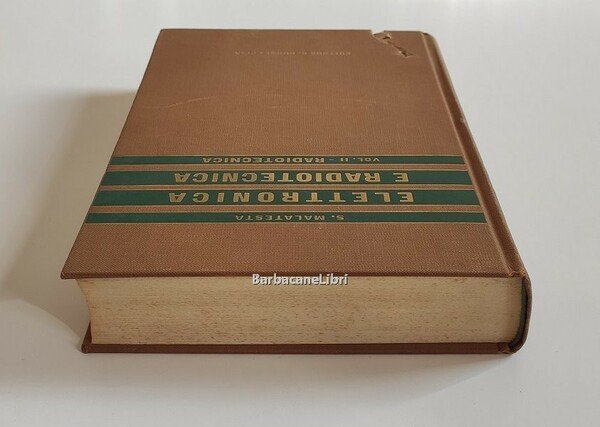 S. MALATESTA
ELETTRONICA
E RADIOTECNICA
VOL. II - RADIOTECNICA
BarbacaneLibri